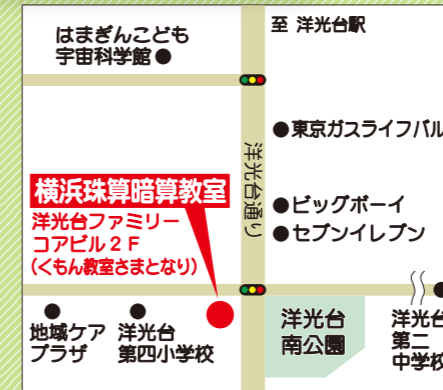 至 洋光台駅
はまぎんこども
宇宙科学館●
●東京ガスライフバル
洋光台通り
横浜珠算暗算教室
洋光台ファミリー
コアビル2F
(くもん教室さまとなり)
●ビッグボーイ
●セブンイレブン
地域ケア
プラザ
洋光台
第四小学校
洋光台
南公園
洋光台
第二
中学校